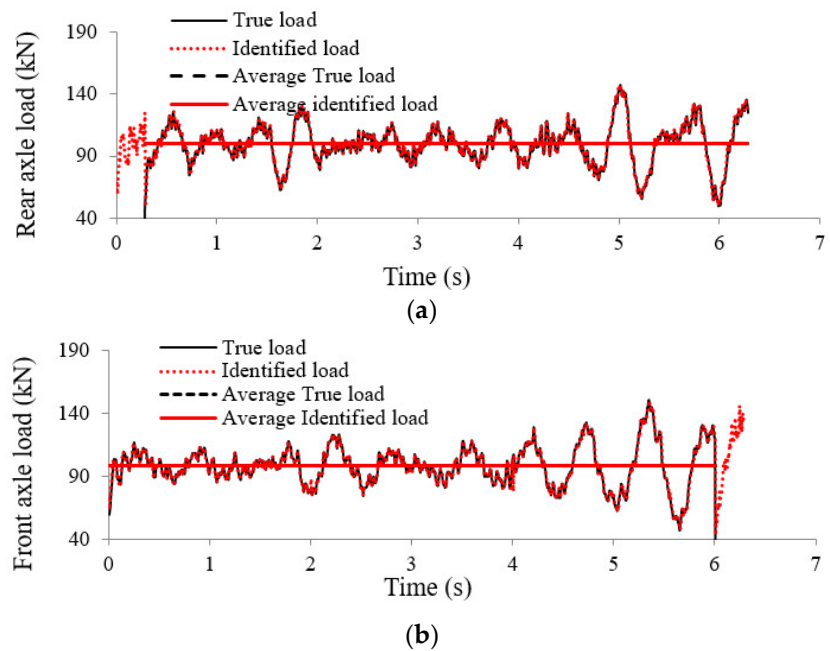 190
140
90
40
Rear axle load (kN)
True load
Identified load
Average True load
Average identified load
0 1 2 3 4 5 6 7
Time (s)
(a)
190
140
90
40
Front axle load (kN)
True load
Identified load
Average True load
Average Identified load
0 1 2 3 4 5 6 7
Time (s)
(b)